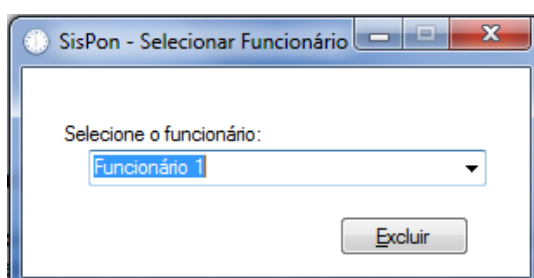 SisPon - Selecionar Funcionário
Selecione o funcionário:
Funcionário 1
Excluir